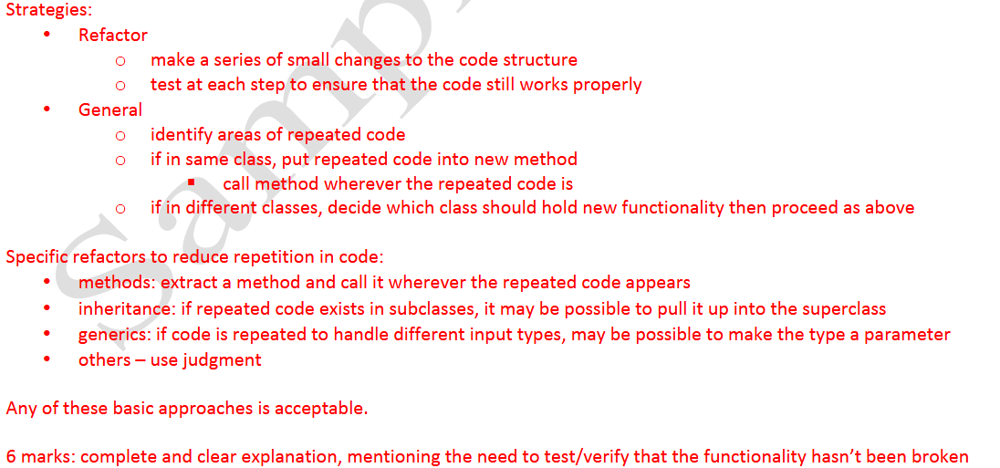 Strategies:
• Refactor
o make a series of small changes to the code structure
o test at each step to ensure that the code still works properly
• General
o identify areas of repeated code
o if in same class, put repeated code into new method
▪ call method wherever the repeated code is
o if in different classes, decide which class should hold new functionality then proceed as above
Specific refactors to reduce repetition in code:
• methods: extract a method and call it wherever the repeated code appears
• inheritance: if repeated code exists in subclasses, it may be possible to pull it up into the superclass
• generics: if code is repeated to handle different input types, may be possible to make the type a parameter
• others – use judgment
Any of these basic approaches is acceptable.
6 marks: complete and clear explanation, mentioning the need to test/verify that the functionality hasn’t been broken
Samp